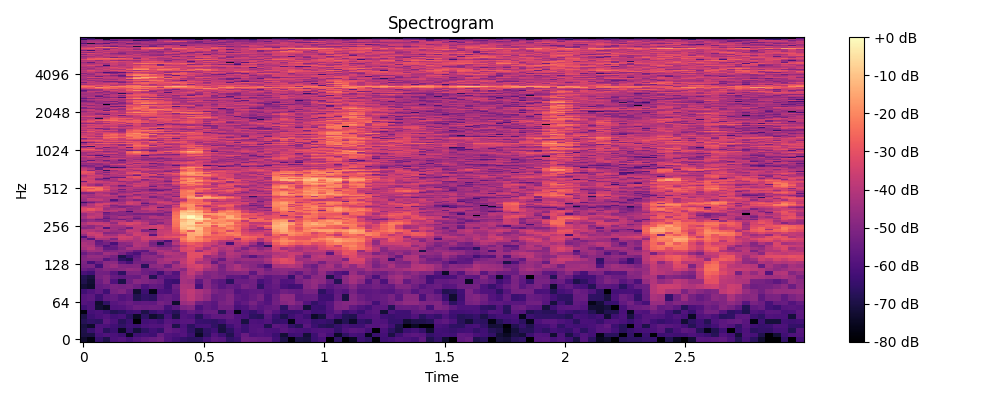 Spectrogram
Hz
4096
2048
1024
512
256
128
64
0
0
0.5
1
1.5
2
2.5
Time
+0 dB
-10 dB
-20 dB
-30 dB
-40 dB
-50 dB
-60 dB
-70 dB
-80 dB